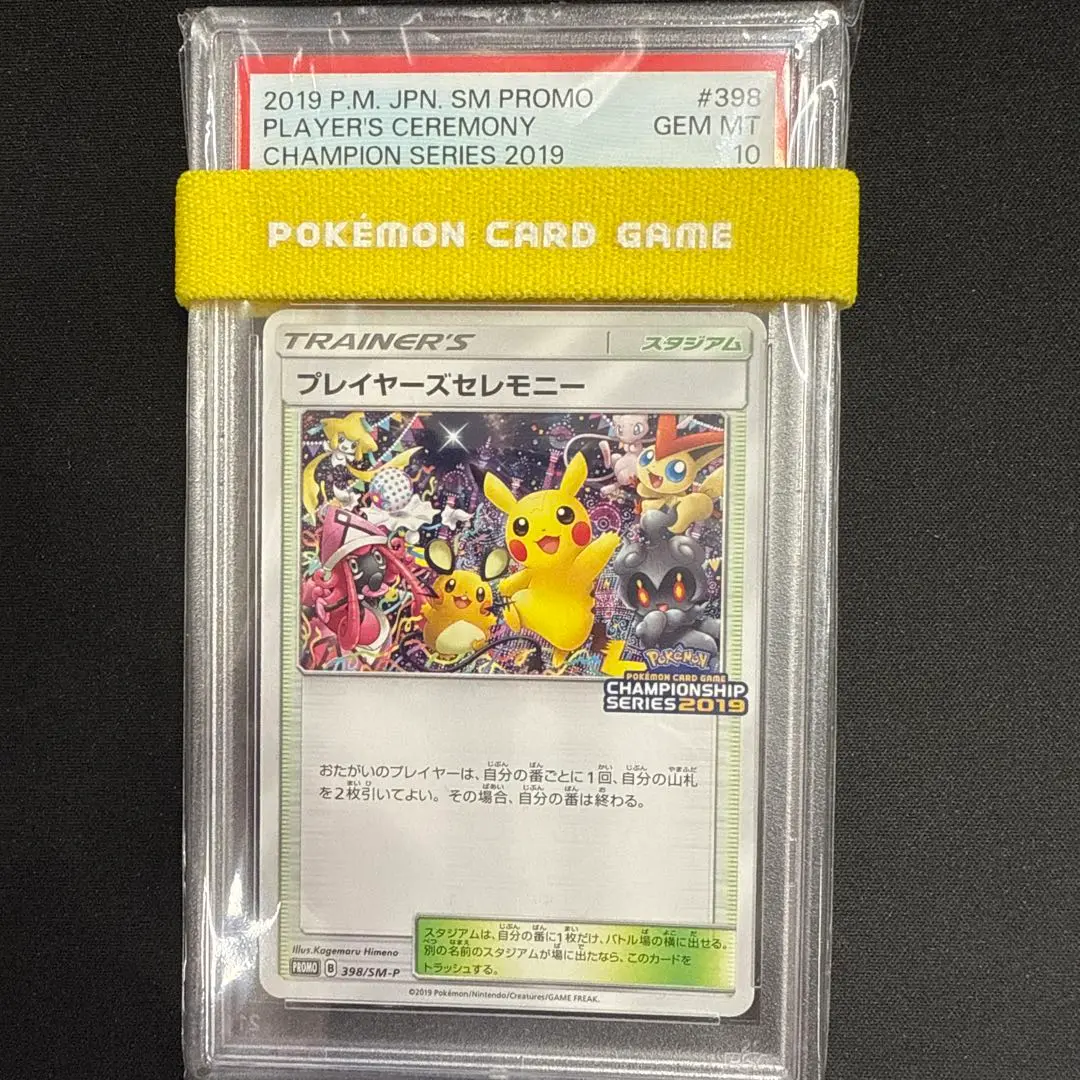 2019 P.M. JPN. SM PROMO #398
PLAYER'S CEREMONY GEM MT
CHAMPION SERIES 2019 10
POKÉMON CARD GAME
TRAINER'S スタジアム
プレイヤーズセレモニー
POKéMON
POKÉMON CARD GAME
CHAMPIONSHIP
SERIES 2019
おたがいのプレイヤーは、自分の番ごとに1回、自分の山札
を2枚引いてよい。その場合、自分の番は終わる。
スタジアムは、自分の番に1枚だけ、バトル場の横に出せる。
別の名前のスタジアムが場に出たなら、このカードを
トラッシュする。
Illus.Kagemaru Himeno
PROMO B 398/SM-P
©2019 Pokémon/Nintendo/Creatures/GAME FREAK.